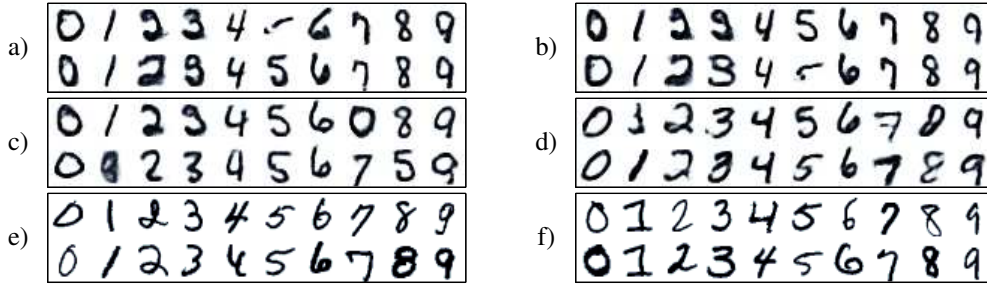 a) 0 1 2 3 4 6 7 8 9
0 1 2 3 4 5 6 7 8 9
b) 0 1 2 3 4 5 6 7 8 9
0 1 2 3 4 6 7 8 9
c) 0 1 2 3 4 5 6 0 8 9
0 2 3 4 5 6 7 5 9
d) 0 1 2 3 4 5 6 7 0 9
0 1 2 3 4 5 6 7 8 9
e) 0 1 2 3 4 5 6 7 8 9
0 1 2 3 4 5 6 7 8 9
f) 0 1 2 3 4 5 6 7 8 9
0 1 2 3 4 5 6 7 8 9